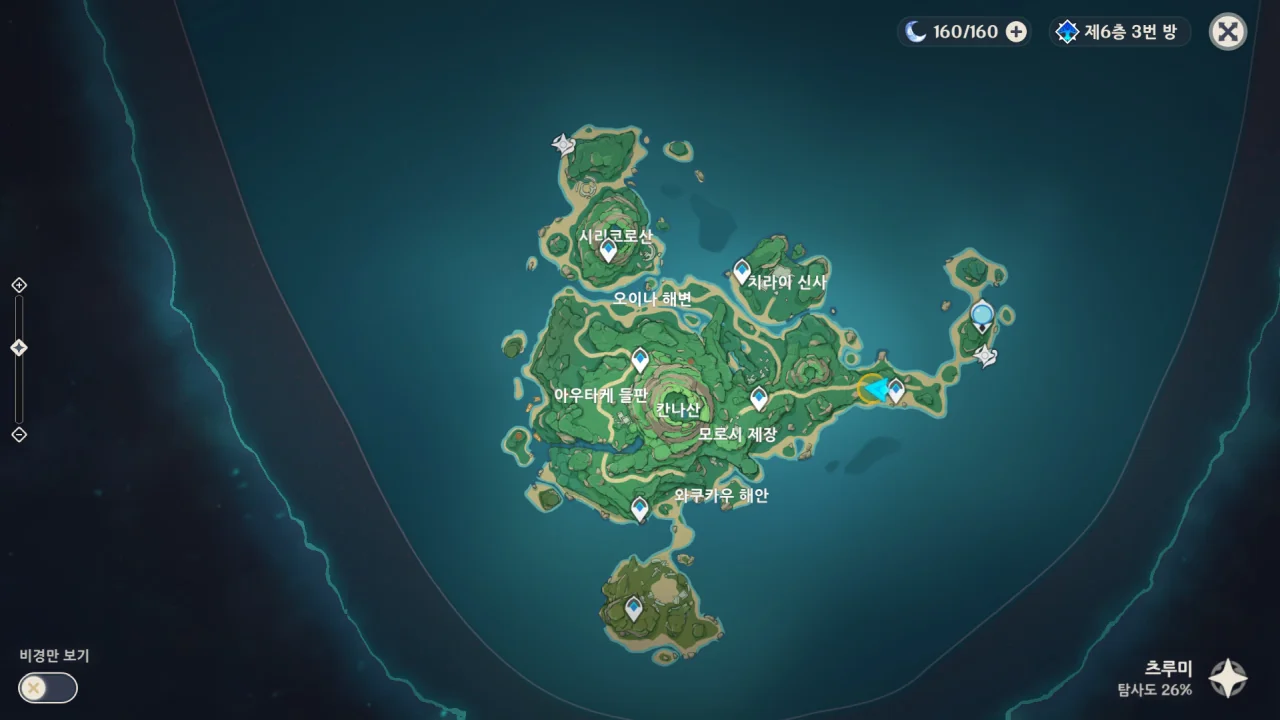 160/160
제6층 3번 방
시리코로산
치라이 신사
오이나 해변
아우타케 들판
칸나산
모로시 제장
와쿠카우 해안
비경만 보기
츠루미
탐사도 26%